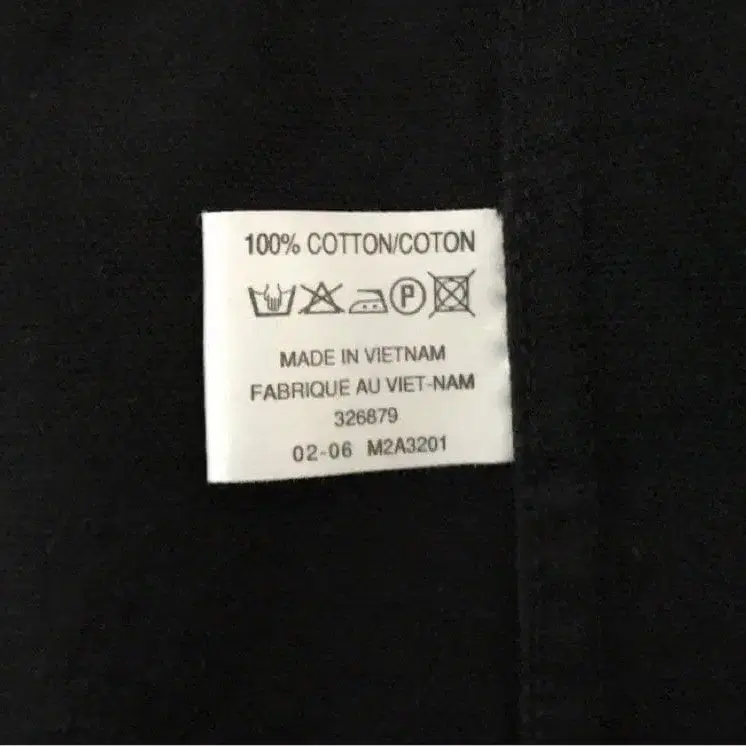 100% COTTON/COTON
P
MADE IN VIETNAM
FABRIQUE AU VIET-NAM
326879
02-06 M2A3201